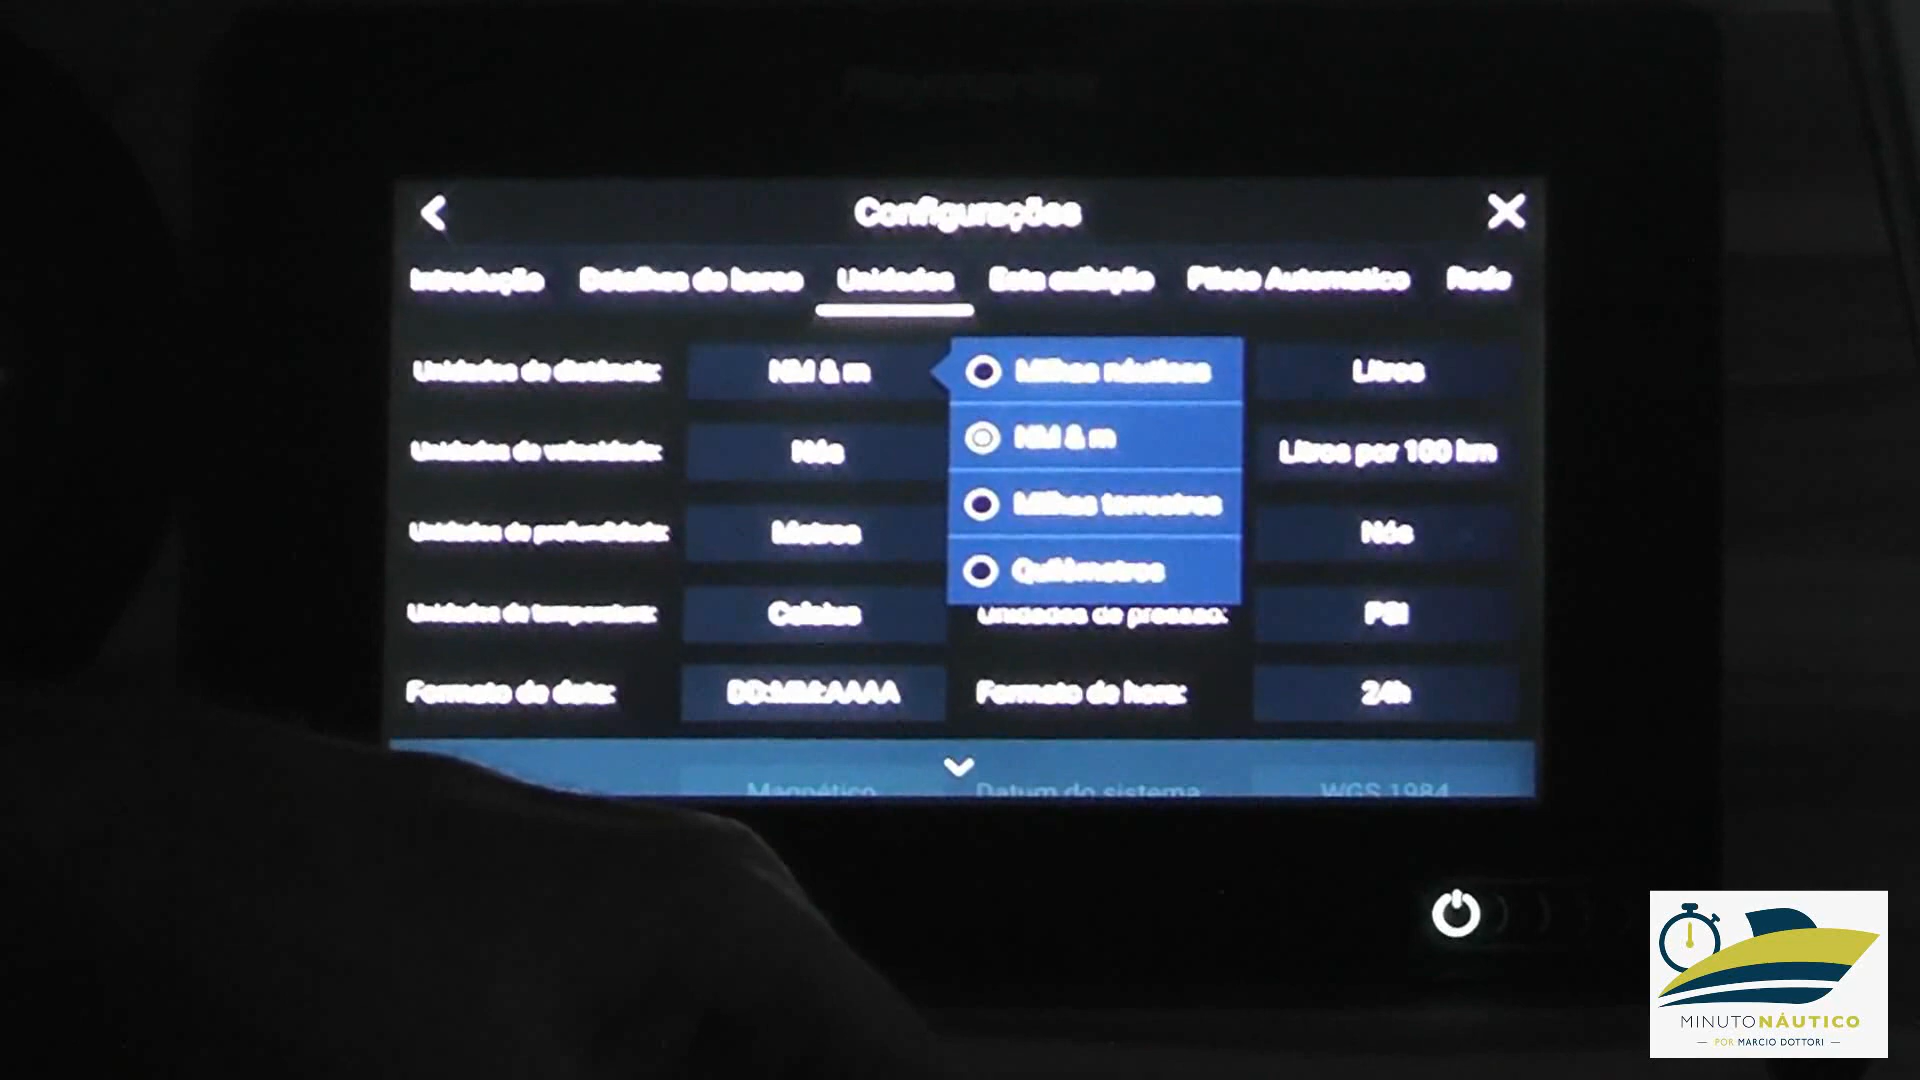 Configurações
Introdução Detalhes do barco Unidades Esta exibição Piloto Automatico Rede
Unidades de distância: NM & m Milhas náuticas Litros
NM & m
Unidades de velocidade: Nós Litros por 100 km
Milhas terrestres
Unidades de profundidade: Metros Nós
Quilômetros
Unidades de temperatura: Celsius Unidades de pressão: PSI
Formato de data: DD:MM:AAAA Formato de hora: 24h
Magnético Datum do sistema: WGS 1984
MINUTONÁUTICO
— POR MARCIO DOTTORI —